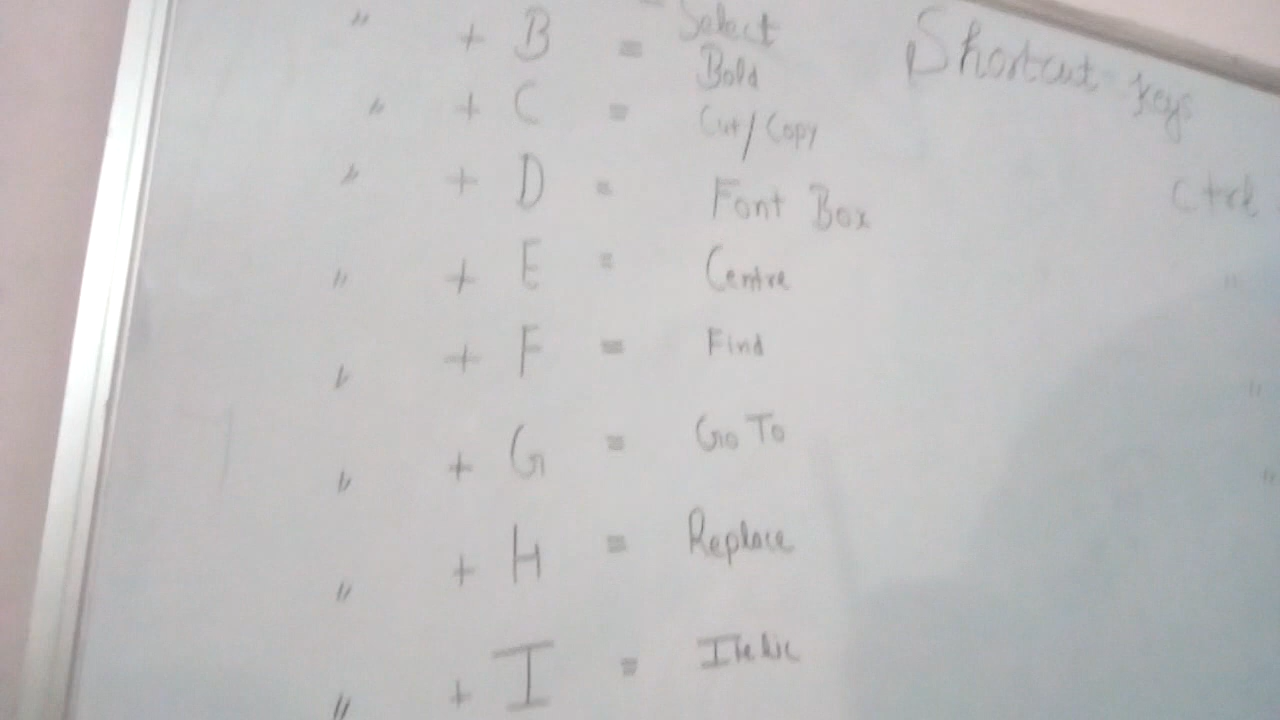 Select
" + B = Bold
" + C = Cut/Copy
" + D = Font Box
" + E = Centre
" + F = Find
" + G = Go To
" + H = Replace
" + I = Italic
Shortcut keys
Ctrl
"
"
"